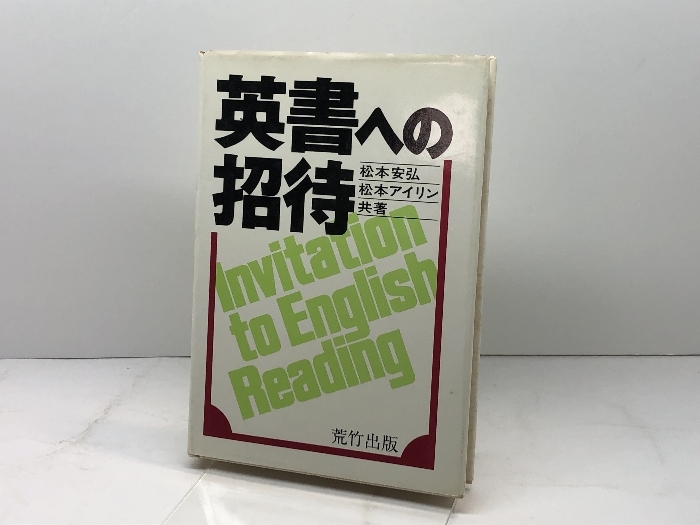 英書への
招待
松本安弘
松本アイリン
共著
Invitation
to English
Reading
荒竹出版